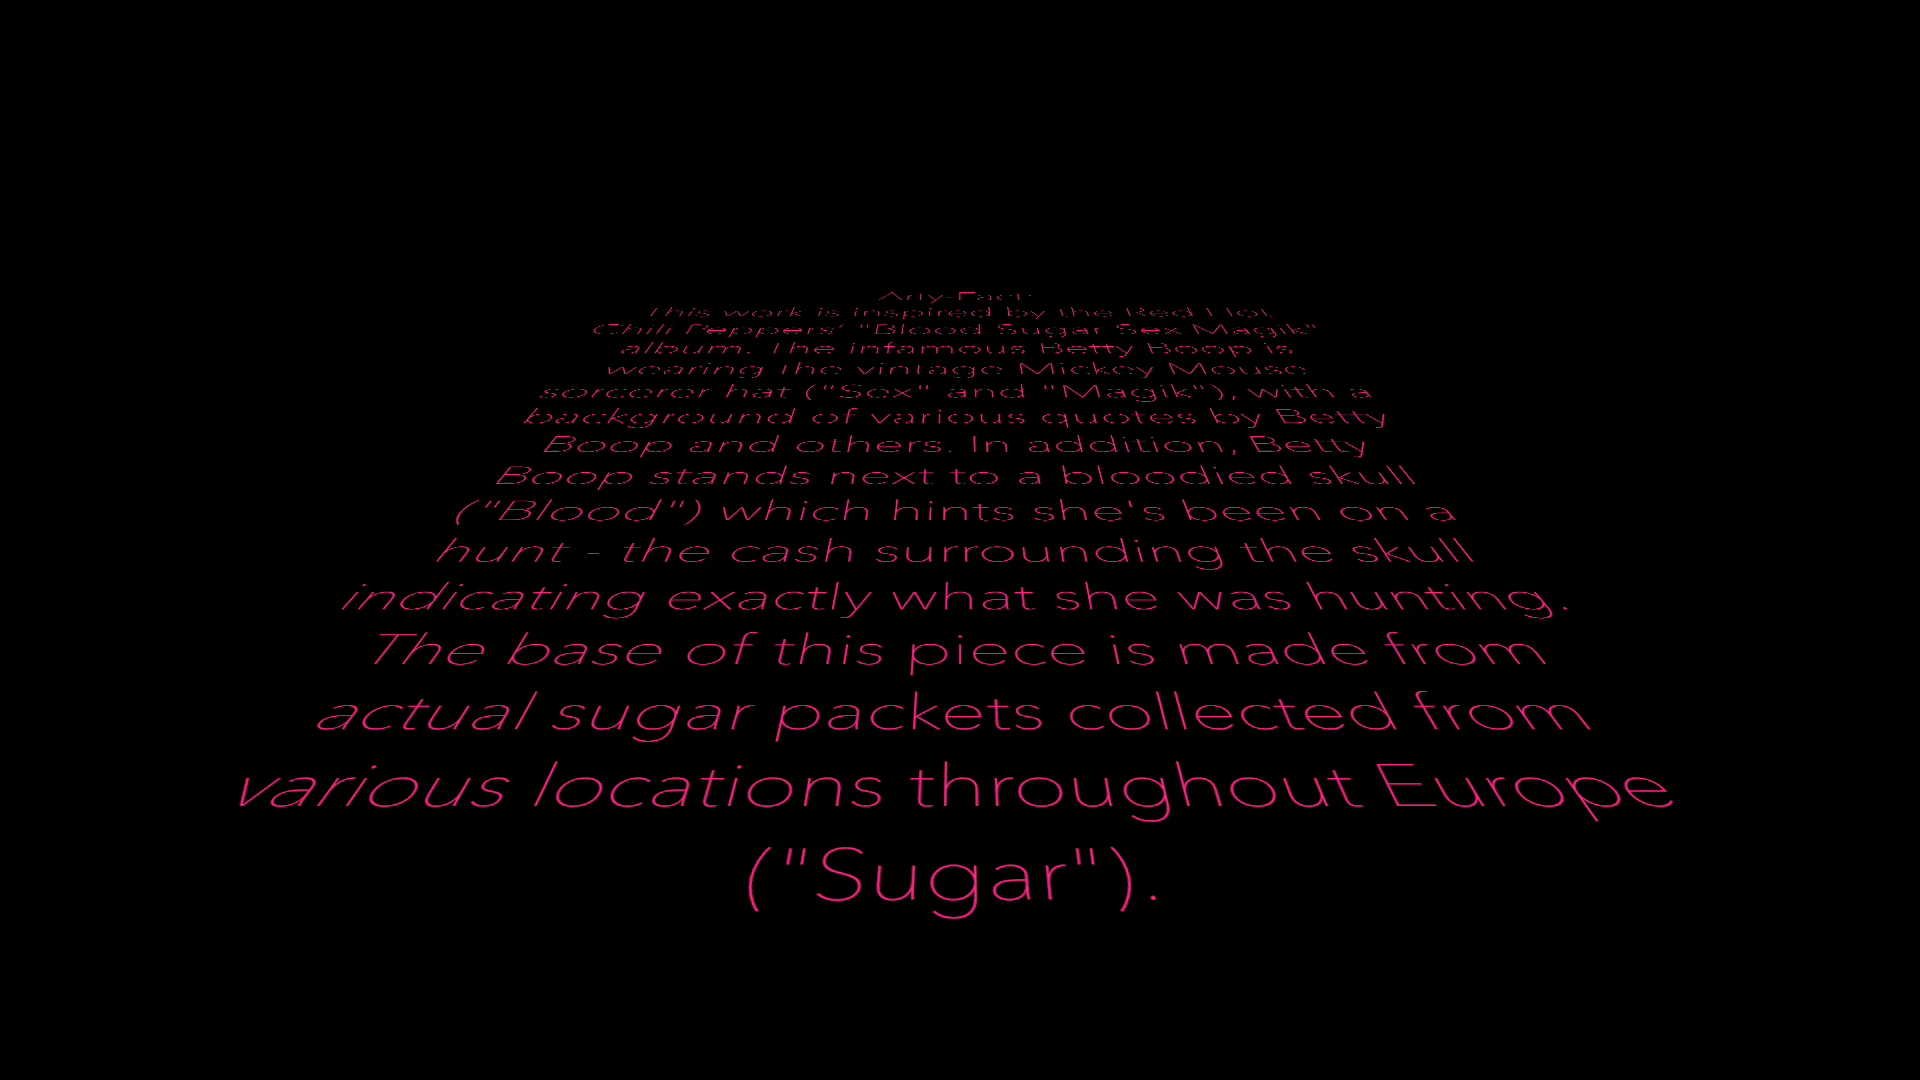 Arty-Fact:
This work is inspired by the Red Hot
Chili Peppers' "Blood Sugar Sex Magik"
album. The infamous Betty Boop is
wearing the vintage Mickey Mouse
sorcerer hat ("Sex" and "Magik"), with a
background of various quotes by Betty
Boop and others. In addition, Betty
Boop stands next to a bloodied skull
("Blood") which hints she's been on a
hunt - the cash surrounding the skull
indicating exactly what she was hunting.
The base of this piece is made from
actual sugar packets collected from
various locations throughout Europe
("Sugar").